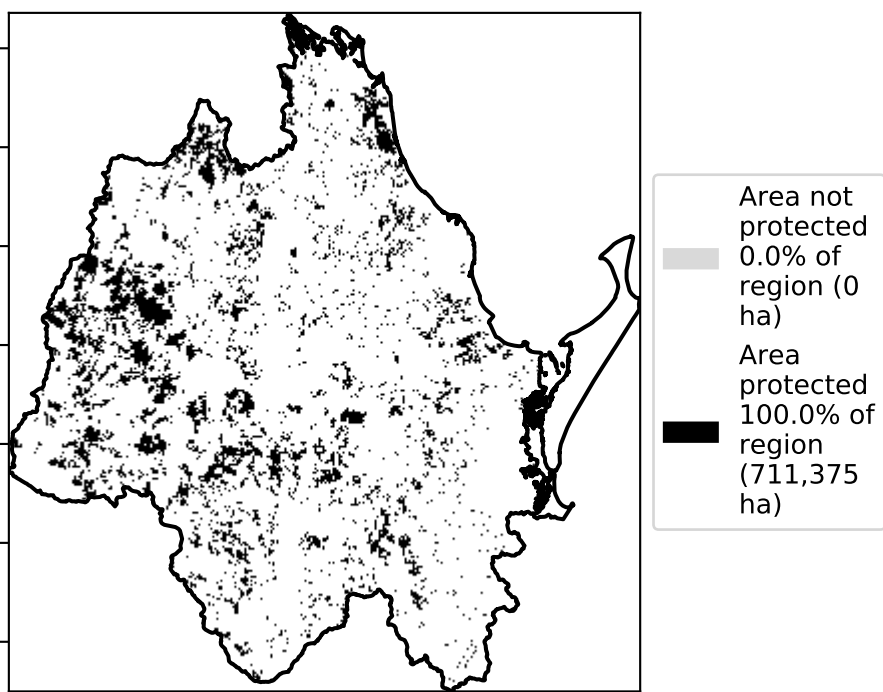 Area not
protected
0.0% of
region (0
ha)
Area
protected
100.0% of
region
(711,375
ha)